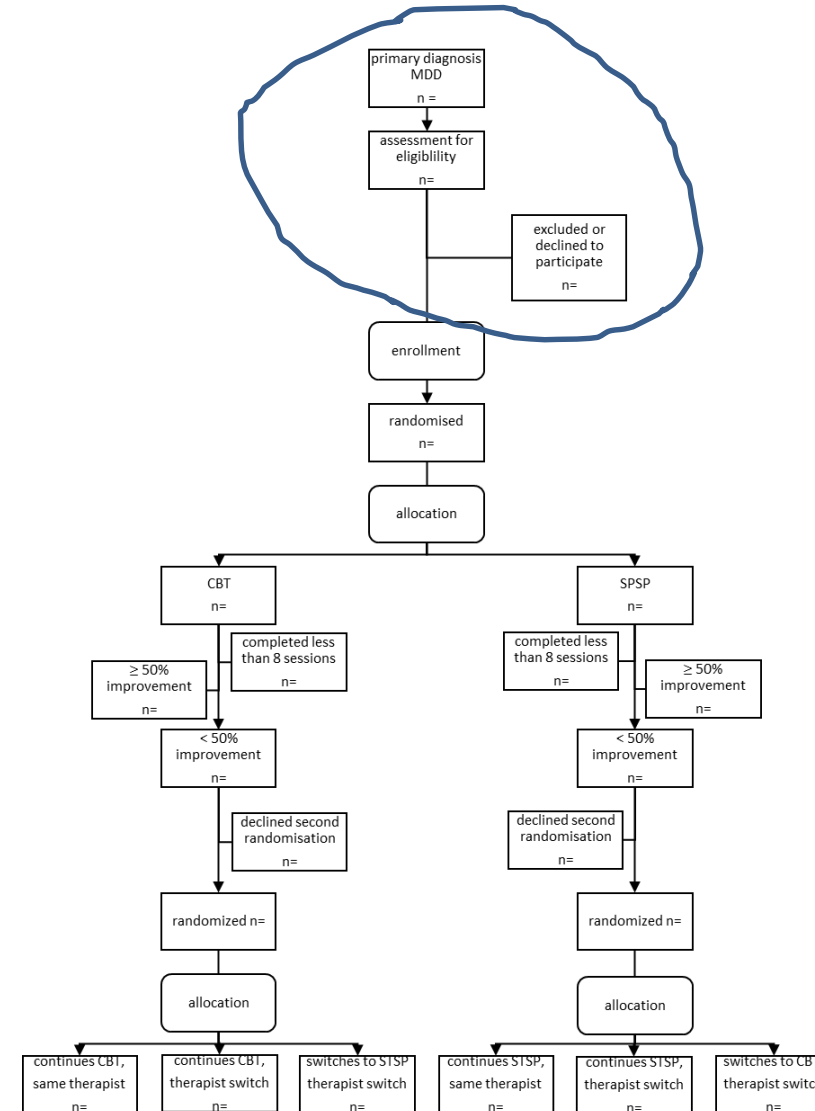 primary diagnosis
MDD
n =
assessment for
eligiblility
n=
excluded or
declined to
participate
n=
enrollment
randomised
n=
allocation
CBT
n=
SPSP
n=
completed less
than 8 sessions
n=
≥ 50%
improvement
n=
completed less
than 8 sessions
n=
≥ 50%
improvement
n=
< 50%
improvement
n=
< 50%
improvement
n=
declined second
randomisation
n=
declined second
randomisation
n=
randomized n=
randomized n=
allocation
allocation
continues CBT,
same therapist
n=
continues CBT,
therapist switch
n=
switches to STSP
therapist switch
n=
continues STSP,
same therapist
n=
continues STSP,
therapist switch
n=
switches to CB
therapist switc
n=